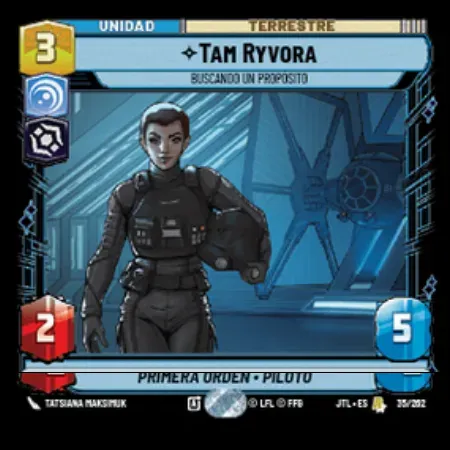 UNIDAD TERRESTRE
3
TAM RYVORA
BUSCANDO UN PROPÓSITO
2
5
PRIMERA ORDEN • PILOTO
TATSIANA MAKSIMUK
A © LFL © FFG
JTL • ES
35/262